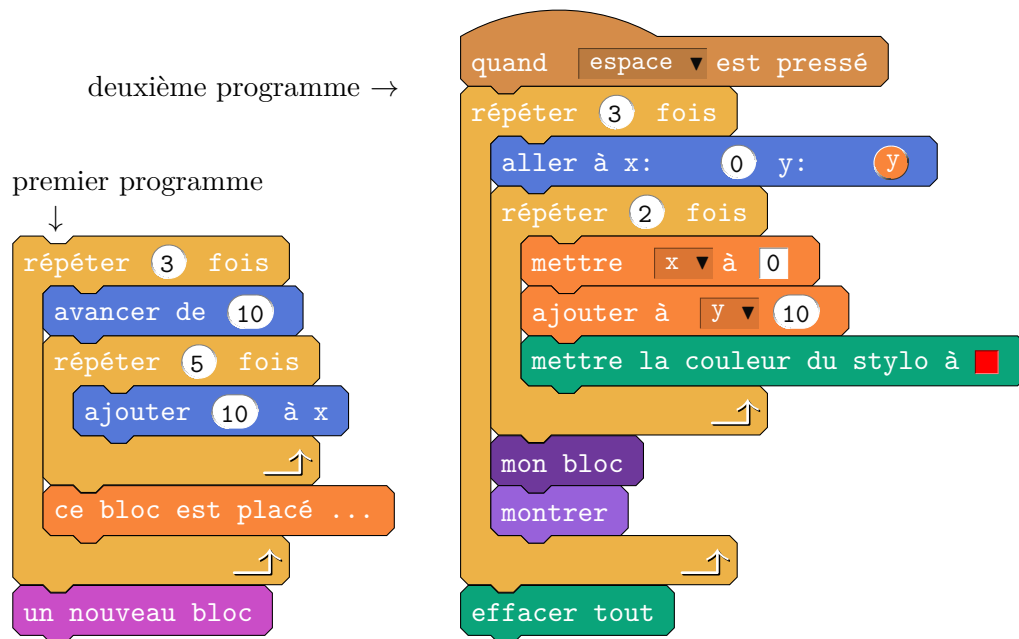 premier programme
↓
répéter 3 fois
avancer de 10
répéter 5 fois
ajouter 10 à x
ce bloc est placé ...
un nouveau bloc
deuxième programme →
quand espace ▼ est pressé
répéter 3 fois
aller à x: 0 y: y
répéter 2 fois
mettre x ▼ à 0
ajouter à y ▼ 10
mettre la couleur du stylo à
mon bloc
montrer
effacer tout